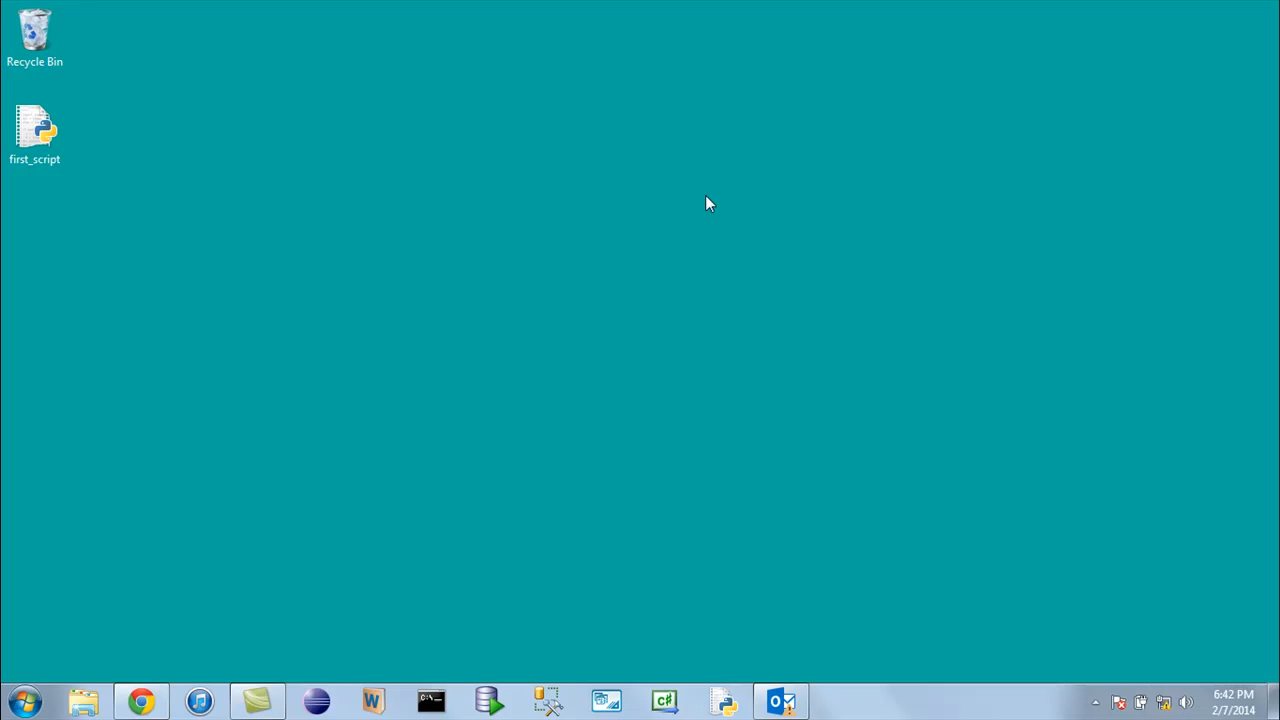 Recycle Bin
first_script
C:\
W
C#
O
6:42 PM
2/7/2014